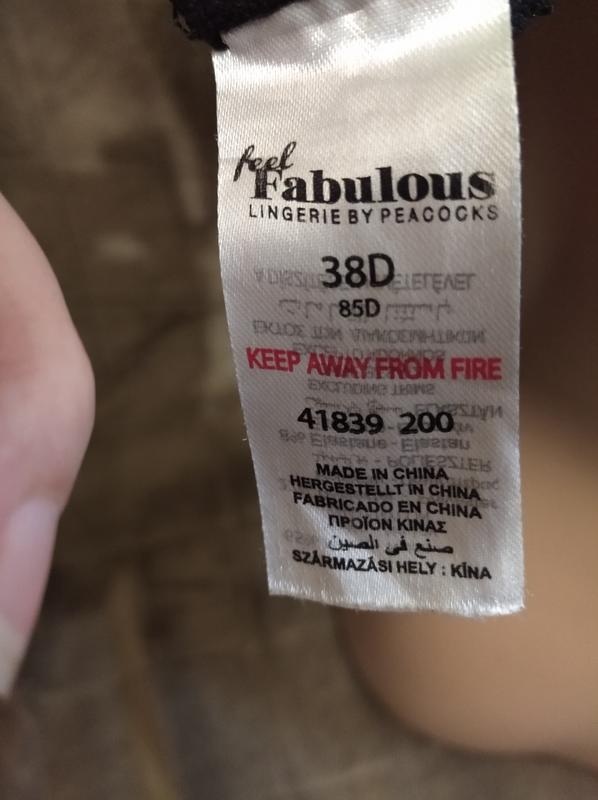 feel
Fabulous
LINGERIE BY PEACOCKS
38D
85D
KEEP AWAY FROM FIRE
41839 200
MADE IN CHINA
HERGESTELLT IN CHINA
FABRICADO EN CHINA
ΠΡΟΪΟΝ ΚΙΝΑΣ
صنع في الصين
SZÁRMAZÁSI HELY : KÍNA